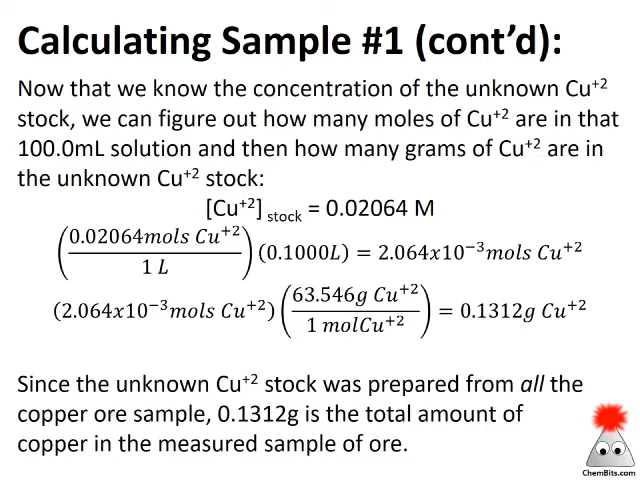 Calculating Sample #1 (cont’d):
Now that we know the concentration of the unknown Cu⁺²
stock, we can figure out how many moles of Cu⁺² are in that
100.0mL solution and then how many grams of Cu⁺² are in
the unknown Cu⁺² stock:
[Cu⁺²] stock = 0.02064 M
(0.02064mols Cu⁺² / 1 L) (0.1000L) = 2.064x10⁻³mols Cu⁺²
(2.064x10⁻³mols Cu⁺²) (63.546g Cu⁺² / 1 molCu⁺²) = 0.1312g Cu⁺²
Since the unknown Cu⁺² stock was prepared from all the
copper ore sample, 0.1312g is the total amount of
copper in the measured sample of ore.
ChemBits.com